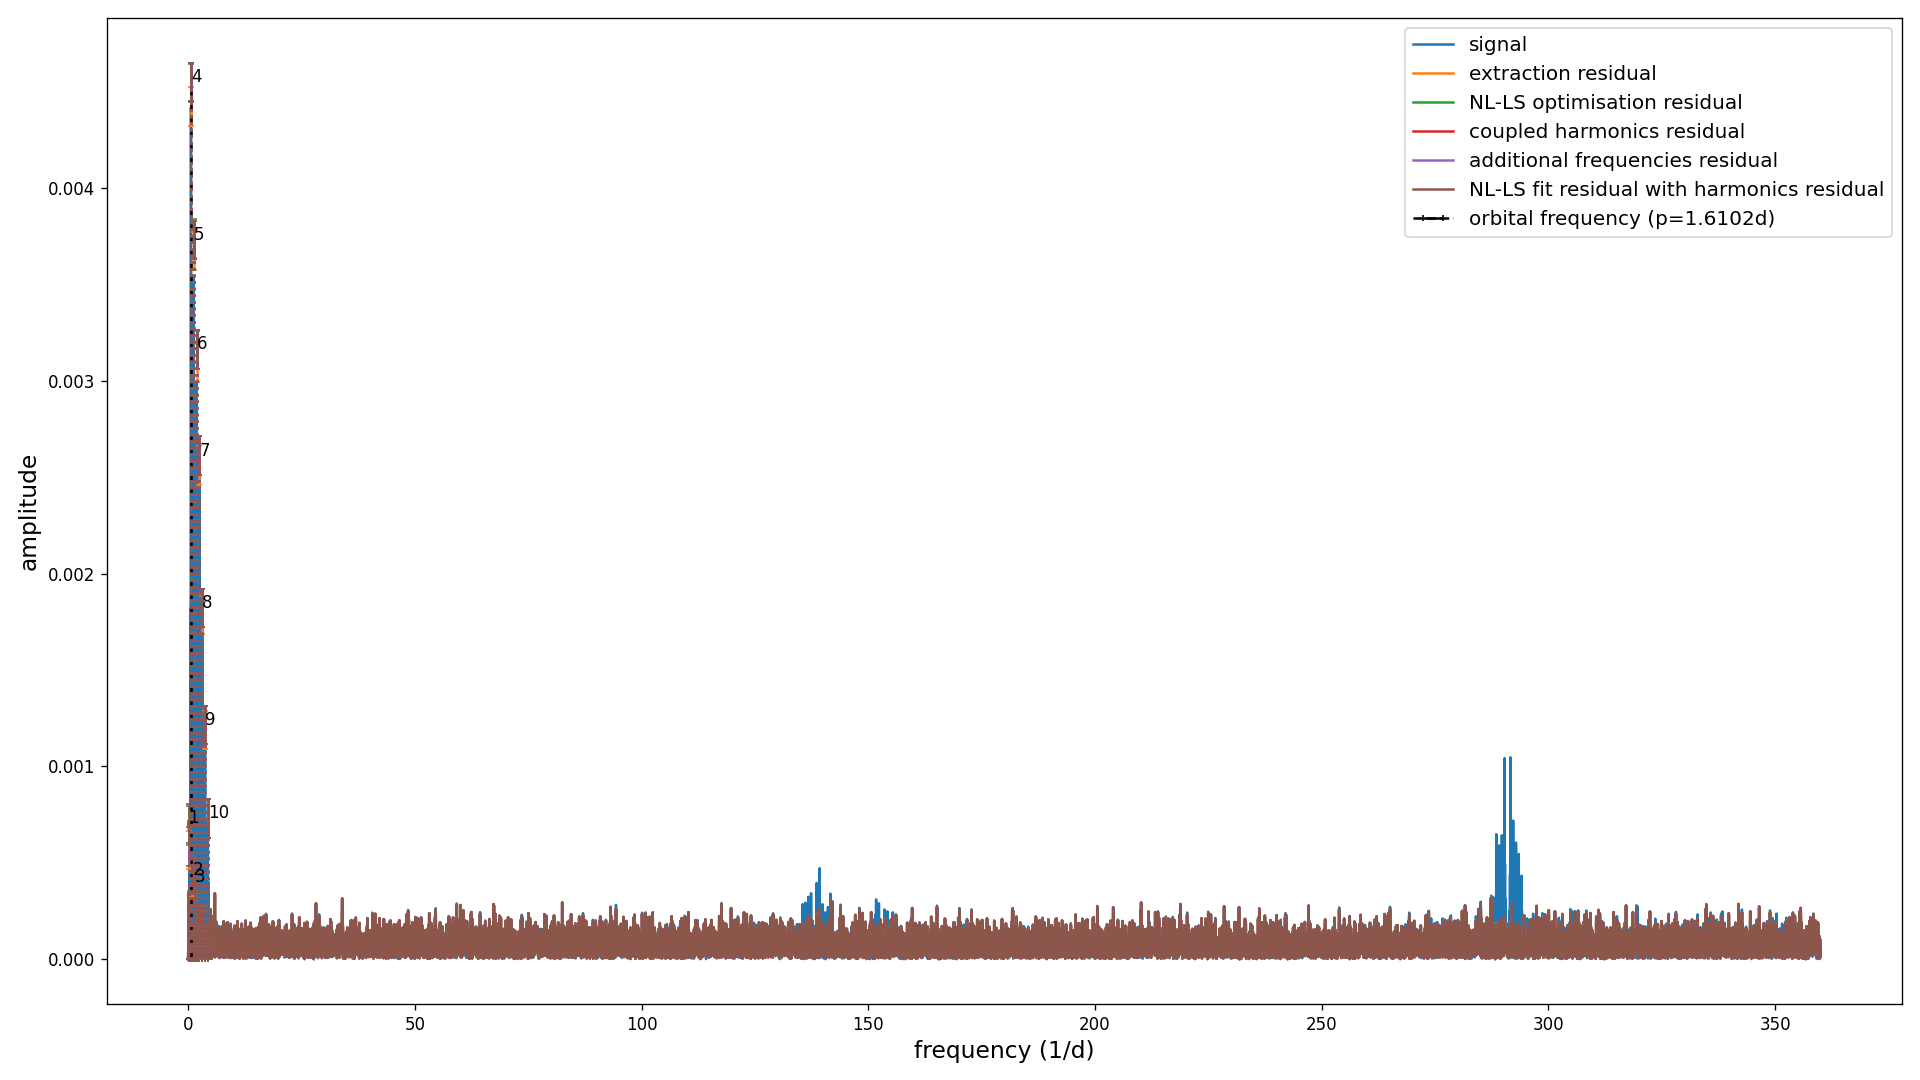 signal
extraction residual
NL-LS optimisation residual
coupled harmonics residual
additional frequencies residual
NL-LS fit residual with harmonics residual
orbital frequency (p=1.6102d)
4
5
6
7
8
9
10
1
2
3
0.004
0.003
0.002
0.001
0.000
amplitude
0 50 100 150 200 250 300 350
frequency (1/d)